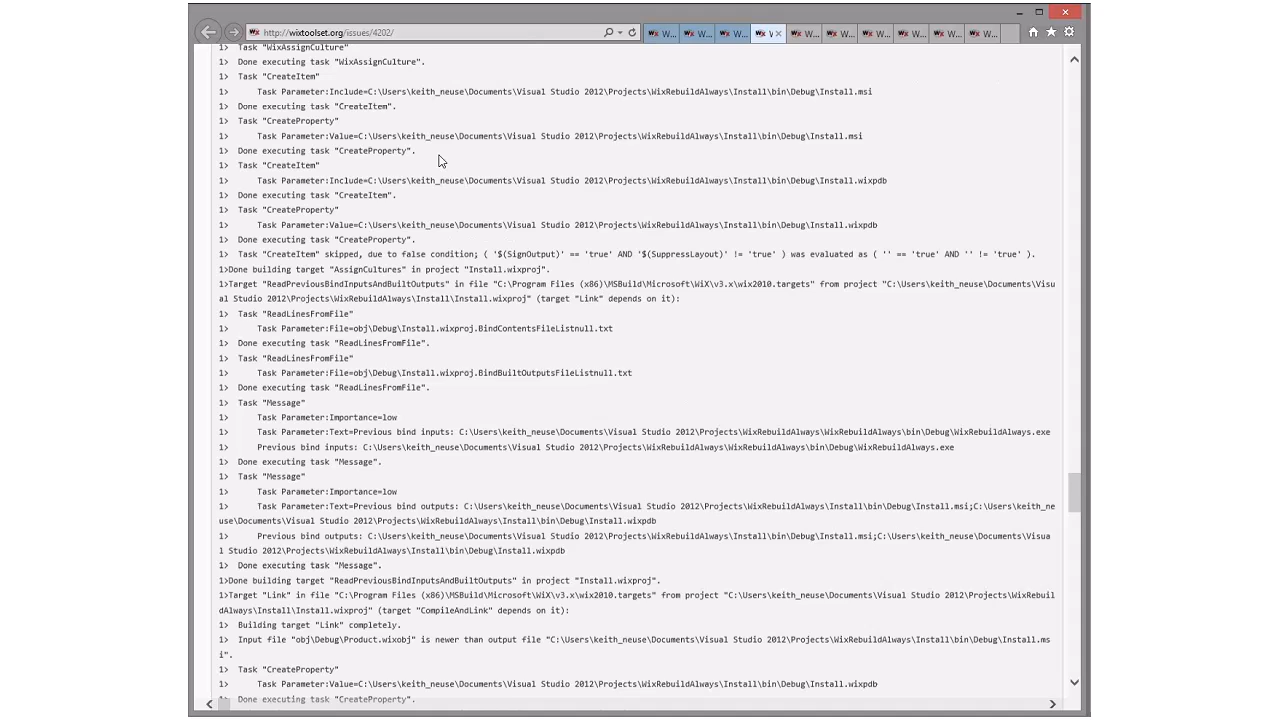 http://wixtoolset.org/issues/4202/
W...
W...
W...
W
W...
W...
W...
W...
W...
W...
1> Task "WixAssignCulture"
1> Done executing task "WixAssignCulture".
1> Task "CreateItem"
1> Task Parameter:Include=C:\Users\keith_neuse\Documents\Visual Studio 2012\Projects\WixRebuildAlways\Install\bin\Debug\Install.msi
1> Done executing task "CreateItem".
1> Task "CreateProperty"
1> Task Parameter:Value=C:\Users\keith_neuse\Documents\Visual Studio 2012\Projects\WixRebuildAlways\Install\bin\Debug\Install.msi
1> Done executing task "CreateProperty".
1> Task "CreateItem"
1> Task Parameter:Include=C:\Users\keith_neuse\Documents\Visual Studio 2012\Projects\WixRebuildAlways\Install\bin\Debug\Install.wixpdb
1> Done executing task "CreateItem".
1> Task "CreateProperty"
1> Task Parameter:Value=C:\Users\keith_neuse\Documents\Visual Studio 2012\Projects\WixRebuildAlways\Install\bin\Debug\Install.wixpdb
1> Done executing task "CreateProperty".
1> Task "CreateItem" skipped, due to false condition; ( '$(SignOutput)' == 'true' AND '$(SuppressLayout)' != 'true' ) was evaluated as ( '' == 'true' AND '' != 'true' ).
1>Done building target "AssignCultures" in project "Install.wixproj".
1>Target "ReadPreviousBindInputsAndBuiltOutputs" in file "C:\Program Files (x86)\MSBuild\Microsoft\WiX\v3.x\wix2010.targets" from project "C:\Users\keith_neuse\Documents\Visu
al Studio 2012\Projects\WixRebuildAlways\Install\Install.wixproj" (target "Link" depends on it):
1> Task "ReadLinesFromFile"
1> Task Parameter:File=obj\Debug\Install.wixproj.BindContentsFileListnull.txt
1> Done executing task "ReadLinesFromFile".
1> Task "ReadLinesFromFile"
1> Task Parameter:File=obj\Debug\Install.wixproj.BindBuiltOutputsFileListnull.txt
1> Done executing task "ReadLinesFromFile".
1> Task "Message"
1> Task Parameter:Importance=low
1> Task Parameter:Text=Previous bind inputs: C:\Users\keith_neuse\Documents\Visual Studio 2012\Projects\WixRebuildAlways\WixRebuildAlways\bin\Debug\WixRebuildAlways.exe
1> Previous bind inputs: C:\Users\keith_neuse\Documents\Visual Studio 2012\Projects\WixRebuildAlways\WixRebuildAlways\bin\Debug\WixRebuildAlways.exe
1> Done executing task "Message".
1> Task "Message"
1> Task Parameter:Importance=low
1> Task Parameter:Text=Previous bind outputs: C:\Users\keith_neuse\Documents\Visual Studio 2012\Projects\WixRebuildAlways\Install\bin\Debug\Install.msi;C:\Users\keith_ne
use\Documents\Visual Studio 2012\Projects\WixRebuildAlways\Install\bin\Debug\Install.wixpdb
1> Previous bind outputs: C:\Users\keith_neuse\Documents\Visual Studio 2012\Projects\WixRebuildAlways\Install\bin\Debug\Install.msi;C:\Users\keith_neuse\Documents\Visua
l Studio 2012\Projects\WixRebuildAlways\Install\bin\Debug\Install.wixpdb
1> Done executing task "Message".
1>Done building target "ReadPreviousBindInputsAndBuiltOutputs" in project "Install.wixproj".
1>Target "Link" in file "C:\Program Files (x86)\MSBuild\Microsoft\WiX\v3.x\wix2010.targets" from project "C:\Users\keith_neuse\Documents\Visual Studio 2012\Projects\WixRebuil
dAlways\Install\Install.wixproj" (target "CompileAndLink" depends on it):
1> Building target "Link" completely.
1> Input file "obj\Debug\Product.wixobj" is newer than output file "C:\Users\keith_neuse\Documents\Visual Studio 2012\Projects\WixRebuildAlways\Install\bin\Debug\Install.ms
i".
1> Task "CreateProperty"
1> Task Parameter:Value=C:\Users\keith_neuse\Documents\Visual Studio 2012\Projects\WixRebuildAlways\Install\bin\Debug\Install.wixpdb
1> Done executing task "CreateProperty".